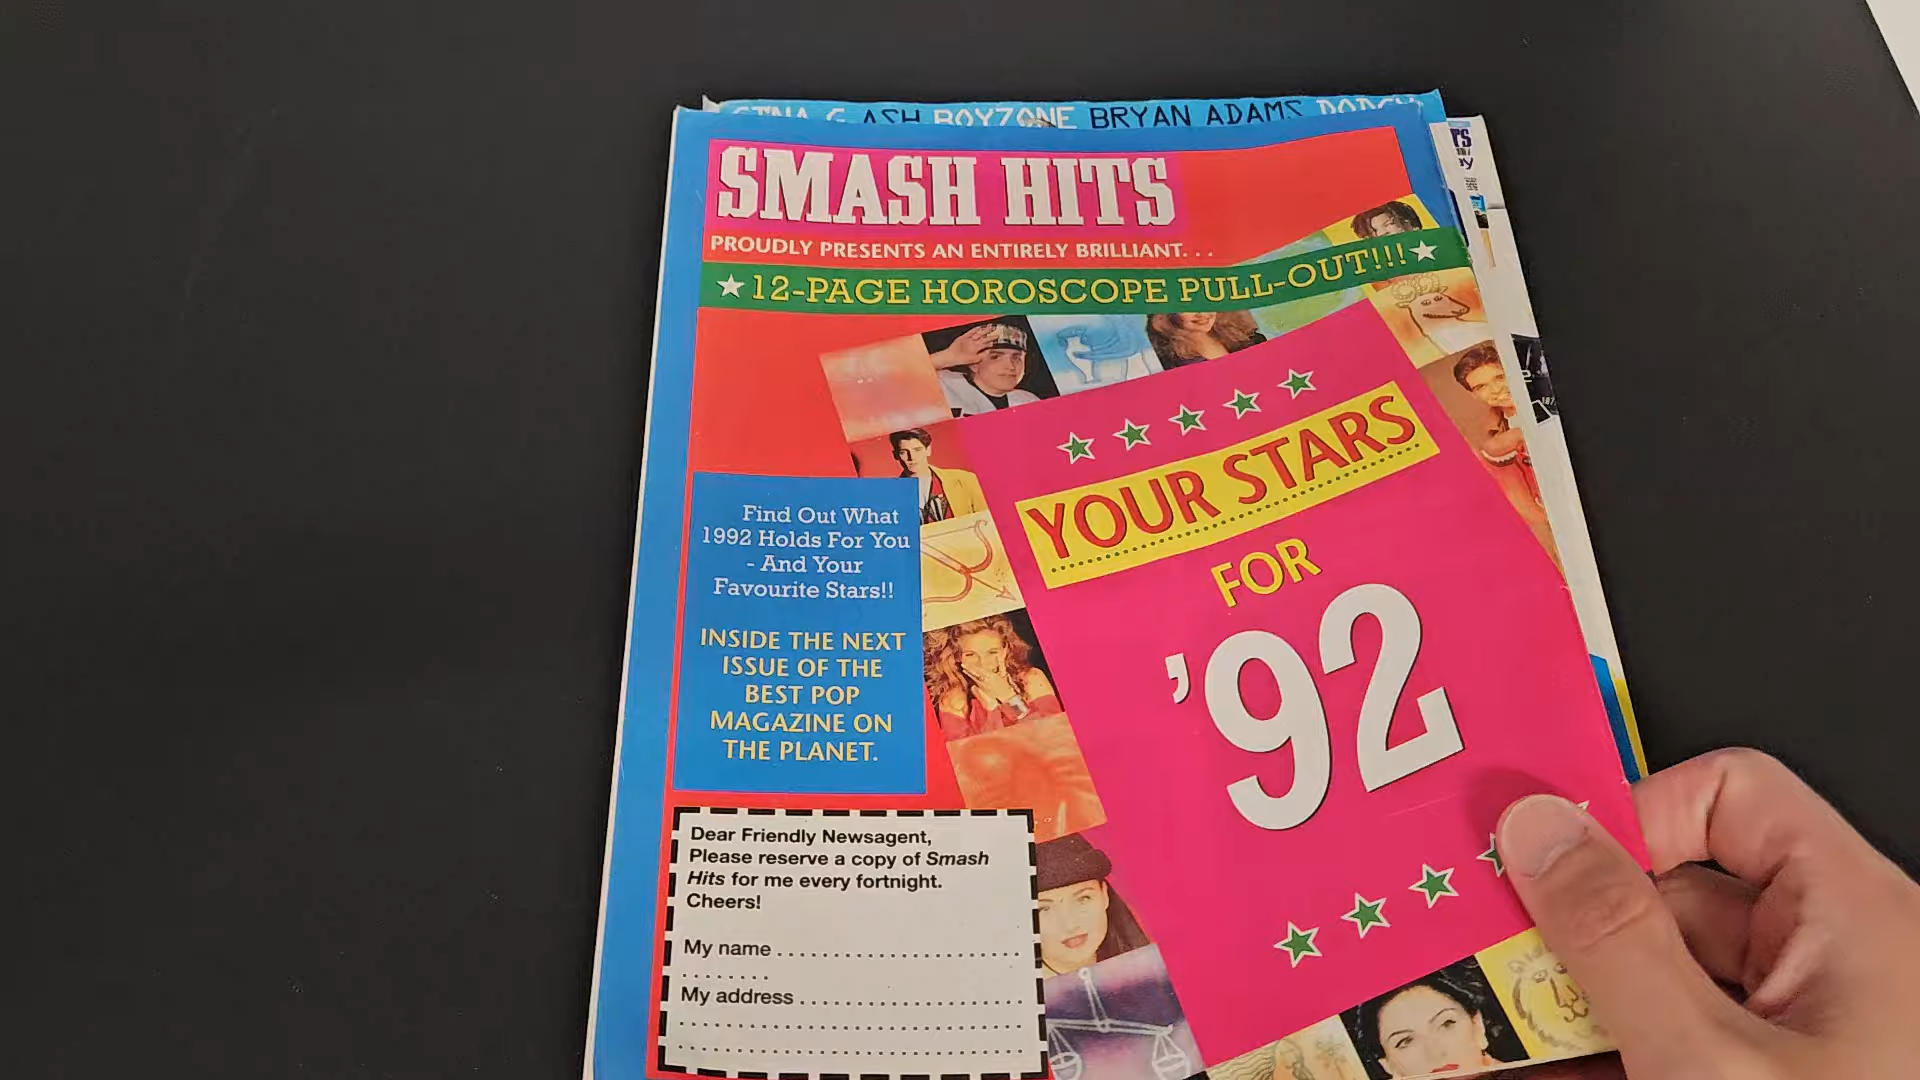 ASH BOYZONE BRYAN ADAMS
SMASH HITS
PROUDLY PRESENTS AN ENTIRELY BRILLIANT. . .
12-PAGE HOROSCOPE PULL-OUT!!!
YOUR STARS
FOR
'92
Find Out What
1992 Holds For You
- And Your
Favourite Stars!!
INSIDE THE NEXT
ISSUE OF THE
BEST POP
MAGAZINE ON
THE PLANET.
Dear Friendly Newsagent,
Please reserve a copy of Smash
Hits for me every fortnight.
Cheers!
My name
My address